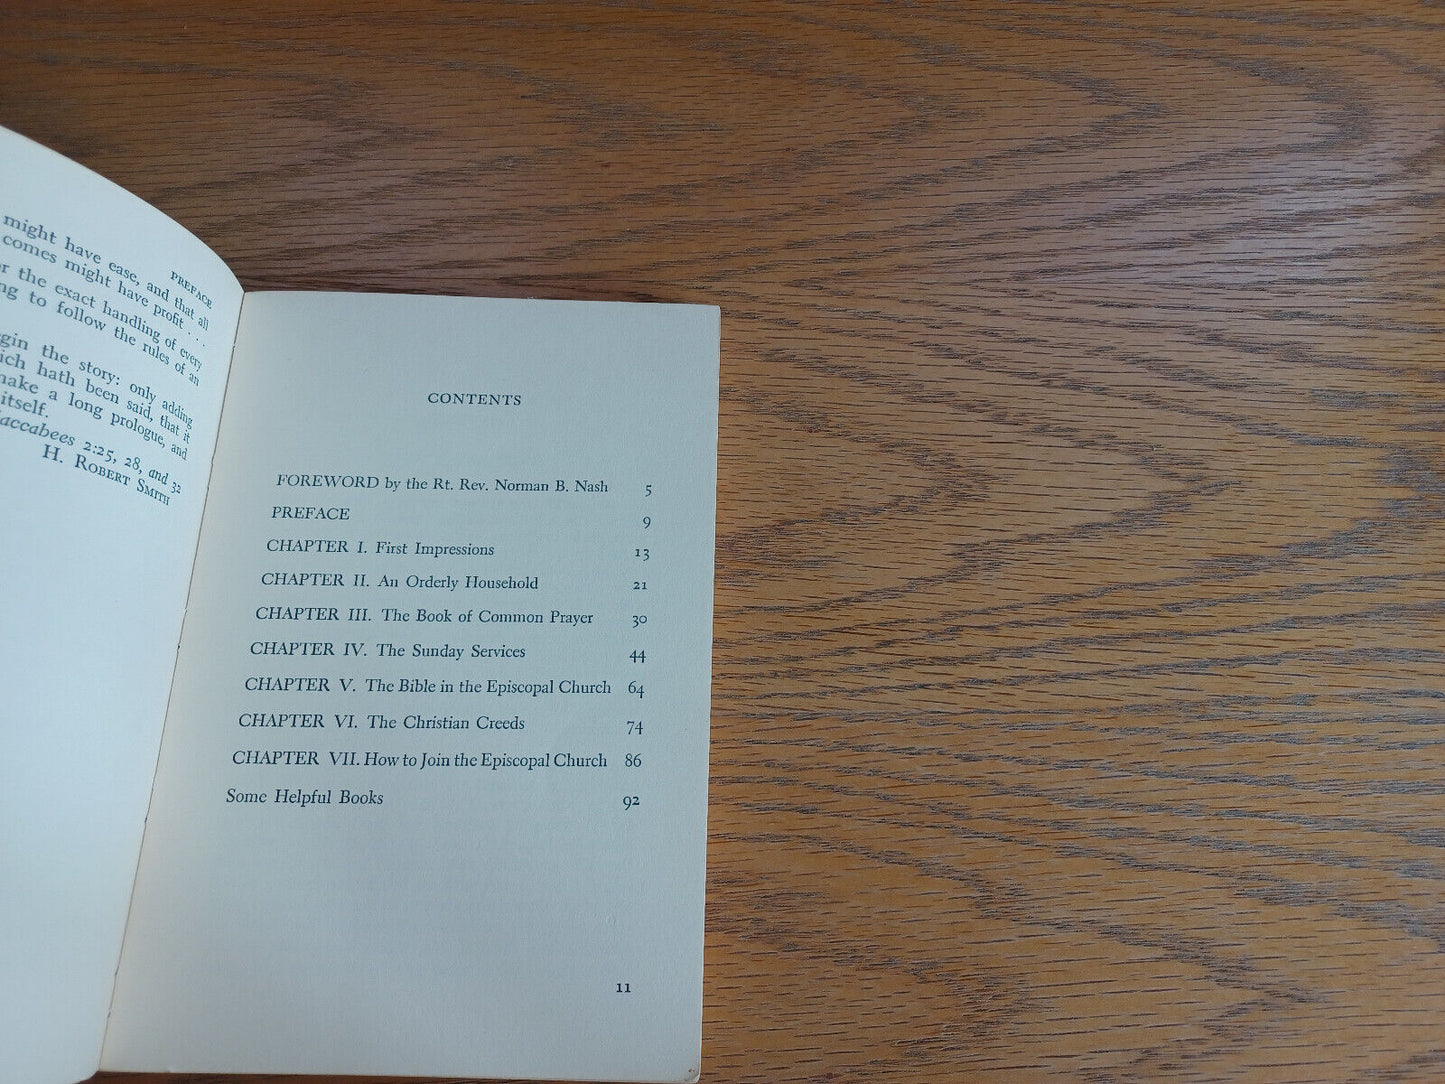 PREFACE
might have ease, and that all
comes might have profit . . .
the exact handling of every
to follow the rules of an
the story: only adding
hath been said, that it
make a long prologue, and
itself.
2:25, 28, and 32
H. ROBERT SMITH
CONTENTS
FOREWORD by the Rt. Rev. Norman B. Nash 5
PREFACE 9
CHAPTER I. First Impressions 13
CHAPTER II. An Orderly Household 21
CHAPTER III. The Book of Common Prayer 30
CHAPTER IV. The Sunday Services 44
CHAPTER V. The Bible in the Episcopal Church 64
CHAPTER VI. The Christian Creeds 74
CHAPTER VII. How to Join the Episcopal Church 86
Some Helpful Books 92
11